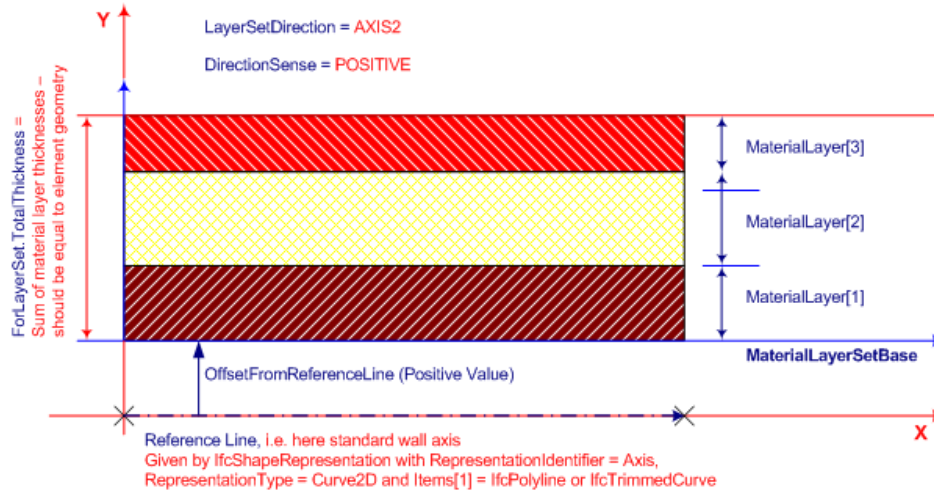 Y
LayerSetDirection = AXIS2
DirectionSense = POSITIVE
ForLayerSet.TotalThickness =
Sum of material layer thicknesses –
should be equal to element geometry
MaterialLayer[3]
MaterialLayer[2]
MaterialLayer[1]
MaterialLayerSetBase
OffsetFromReferenceLine (Positive Value)
X
Reference Line, i.e. here standard wall axis
Given by IfcShapeRepresentation with RepresentationIdentifier = Axis,
RepresentationType = Curve2D and Items[1] = IfcPolyline or IfcTrimmedCurve